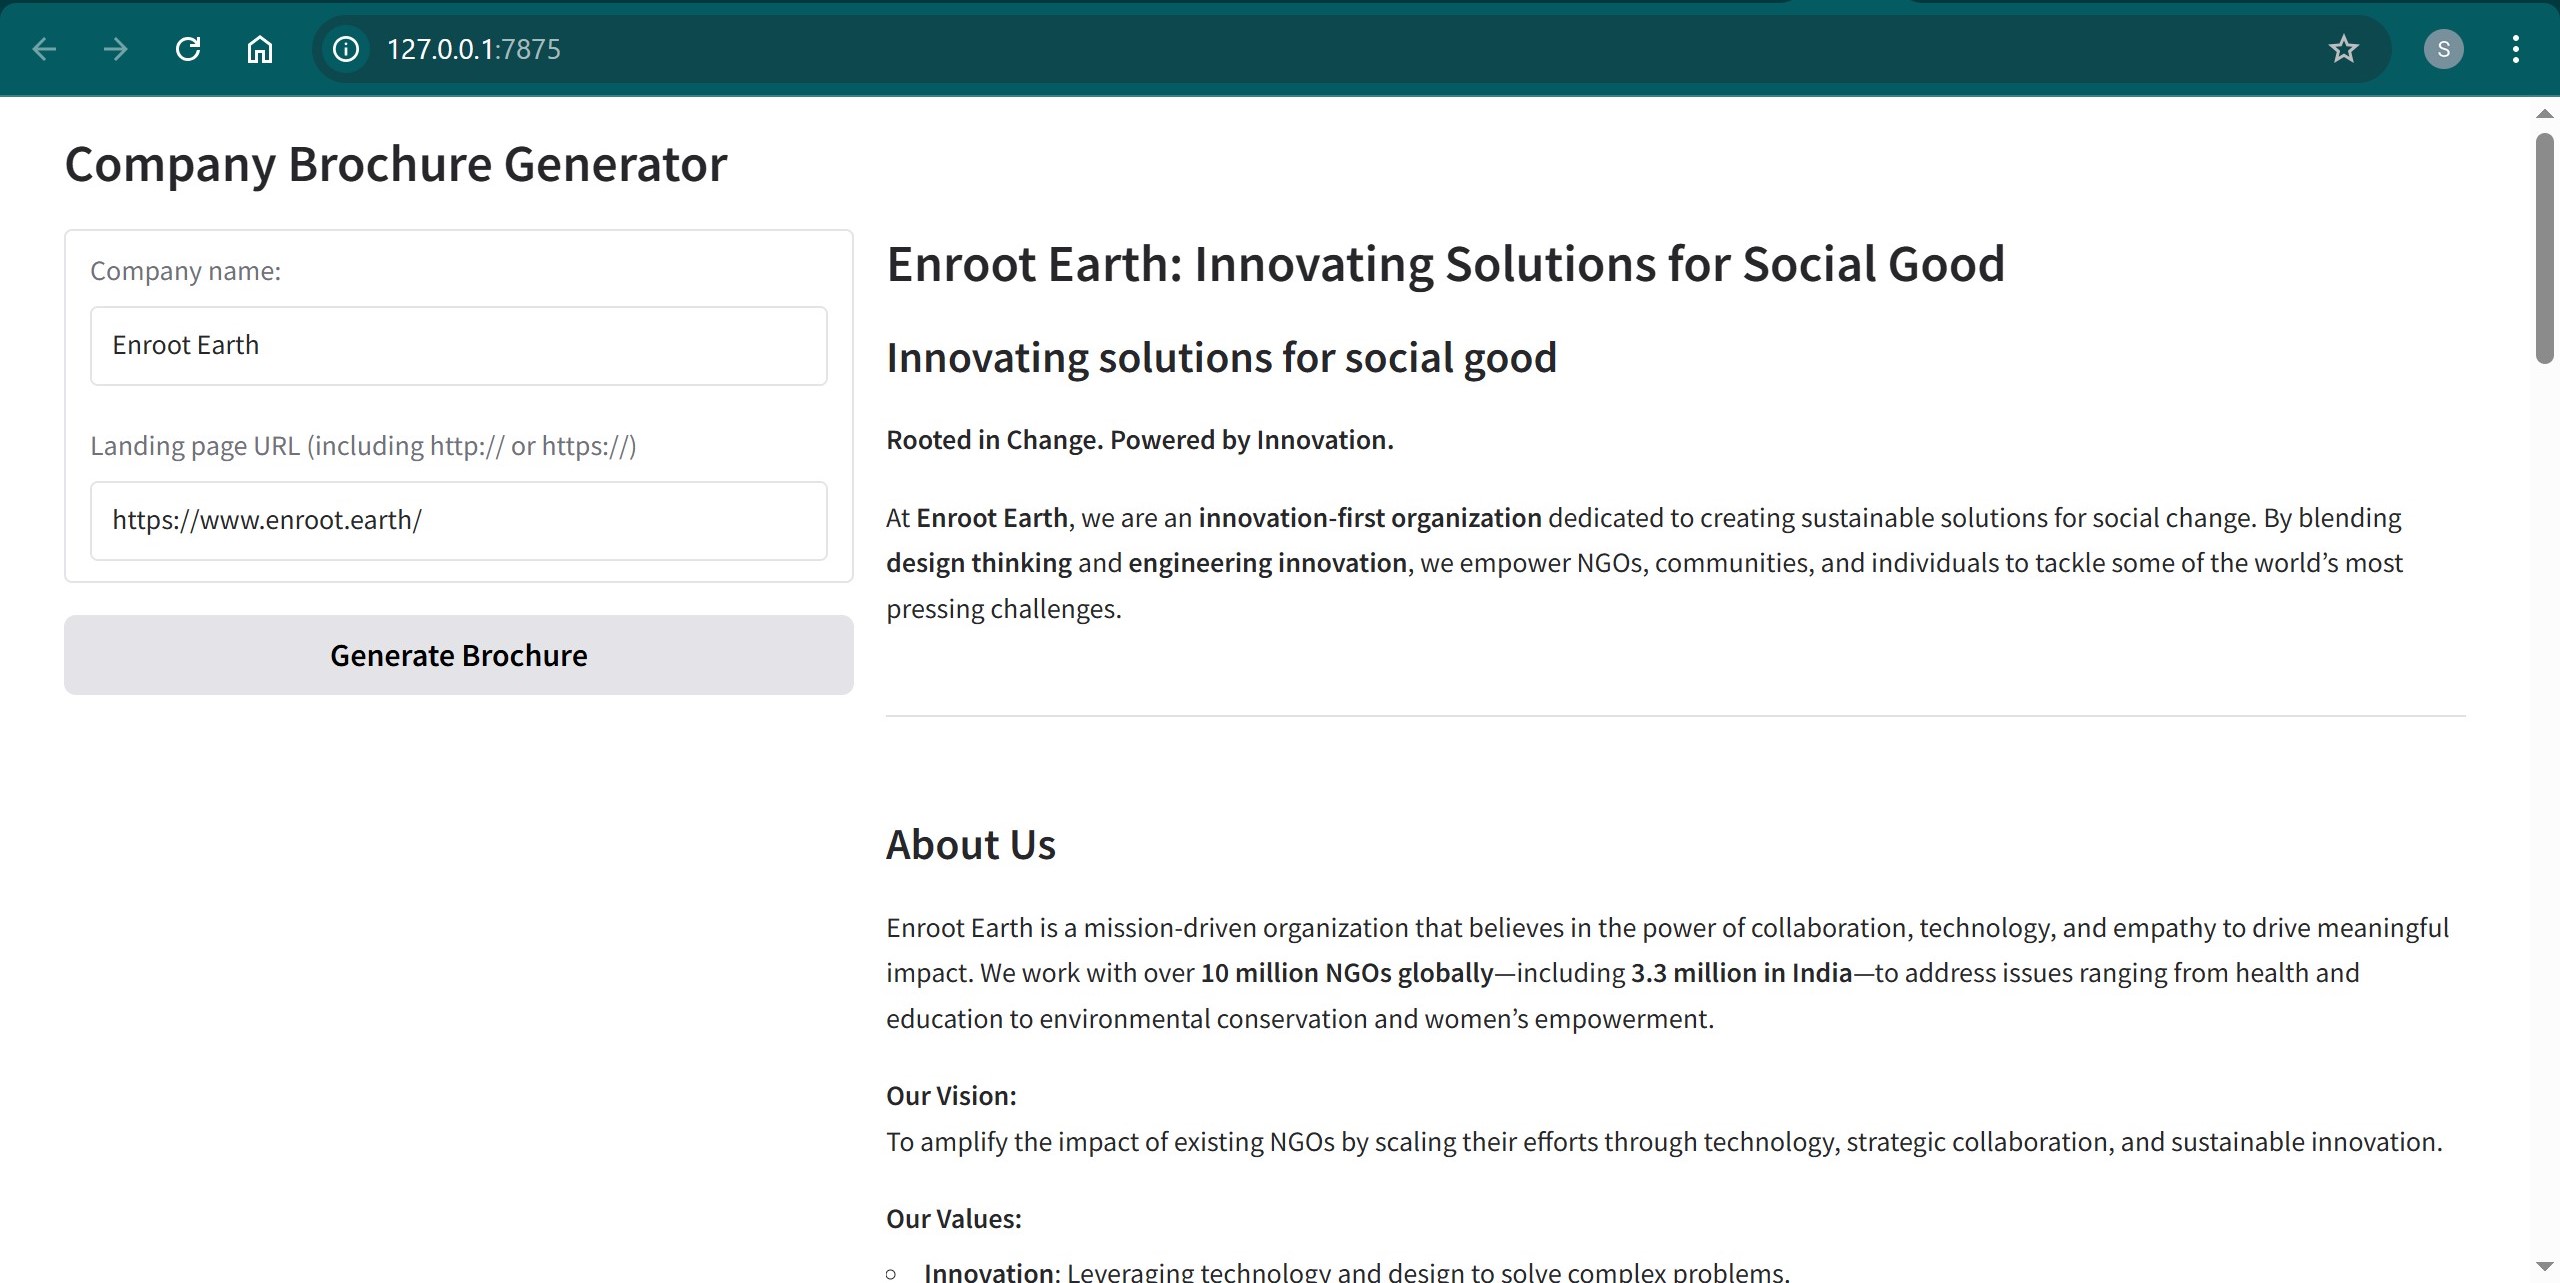 127.0.0.1:7875
S
Company Brochure Generator
Company name:
Enroot Earth
Landing page URL (including http:// or https://)
https://www.enroot.earth/
Generate Brochure
Enroot Earth: Innovating Solutions for Social Good
Innovating solutions for social good
Rooted in Change. Powered by Innovation.
At Enroot Earth, we are an innovation-first organization dedicated to creating sustainable solutions for social change. By blending
design thinking and engineering innovation, we empower NGOs, communities, and individuals to tackle some of the world’s most
pressing challenges.
About Us
Enroot Earth is a mission-driven organization that believes in the power of collaboration, technology, and empathy to drive meaningful
impact. We work with over 10 million NGOs globally—including 3.3 million in India—to address issues ranging from health and
education to environmental conservation and women’s empowerment.
Our Vision:
To amplify the impact of existing NGOs by scaling their efforts through technology, strategic collaboration, and sustainable innovation.
Our Values:
Innovation: Leveraging technology and design to solve complex problems.